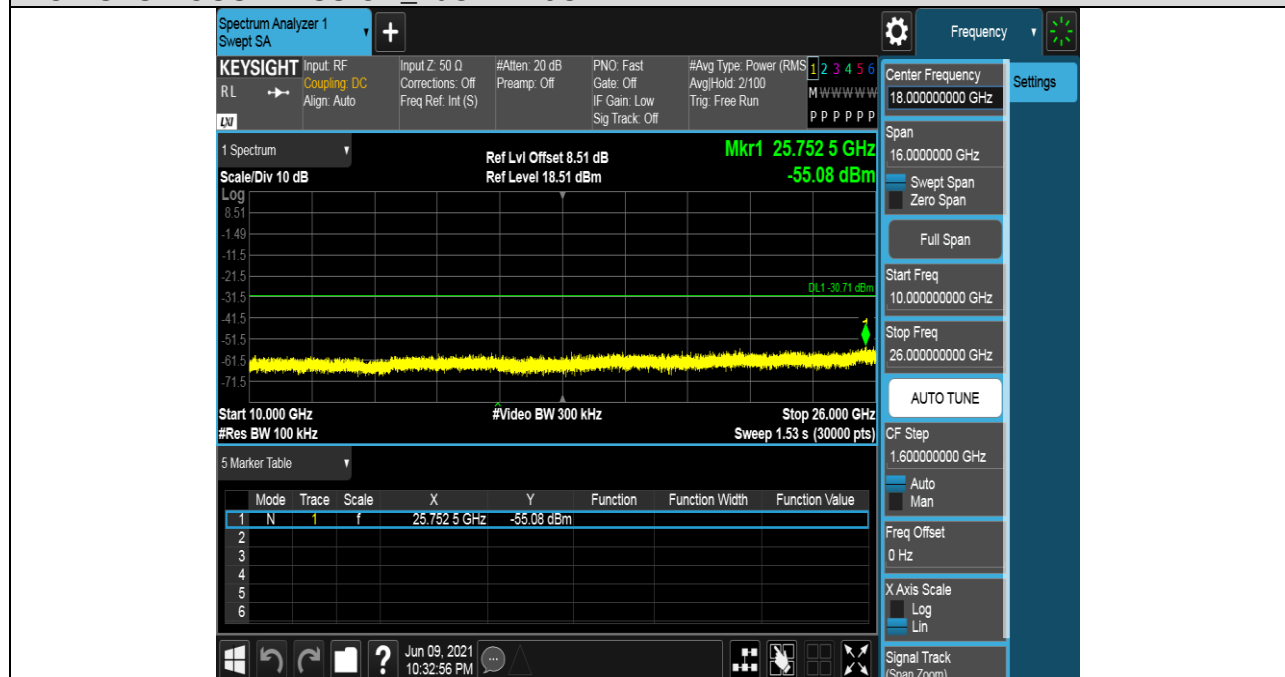 Spectrum Analyzer 1
Swept SA
+
Frequency
KEYSIGHT
RL
LXI
Input: RF
Coupling: DC
Align: Auto
Input Z: 50 Ω
Corrections: Off
Freq Ref: Int (S)
#Atten: 20 dB
Preamp: Off
PNO: Fast
Gate: Off
IF Gain: Low
Sig Track: Off
#Avg Type: Power (RMS
Avg|Hold: 2/100
Trig: Free Run
1 2 3 4 5 6
M W W W W W
P P P P P P
Center Frequency
18.000000000 GHz
Settings
Span
16.0000000 GHz
Swept Span
Zero Span
Full Span
Start Freq
10.000000000 GHz
Stop Freq
26.000000000 GHz
AUTO TUNE
CF Step
1.600000000 GHz
Auto
Man
Freq Offset
0 Hz
X Axis Scale
Log
Lin
Signal Track
(Span Zoom)
1 Spectrum
Scale/Div 10 dB
Ref Lvl Offset 8.51 dB
Ref Level 18.51 dBm
Mkr1 25.752 5 GHz
-55.08 dBm
Log
8.51
-1.49
-11.5
-21.5
-31.5
-41.5
-51.5
-61.5
-71.5
DL1 -30.71 dBm
1
Start 10.000 GHz
#Res BW 100 kHz
#Video BW 300 kHz
Stop 26.000 GHz
Sweep 1.53 s (30000 pts)
5 Marker Table
Mode Trace Scale X Y Function Function Width Function Value
1 N 1 f 25.752 5 GHz -55.08 dBm
2
3
4
5
6
?
Jun 09, 2021
10:32:56 PM